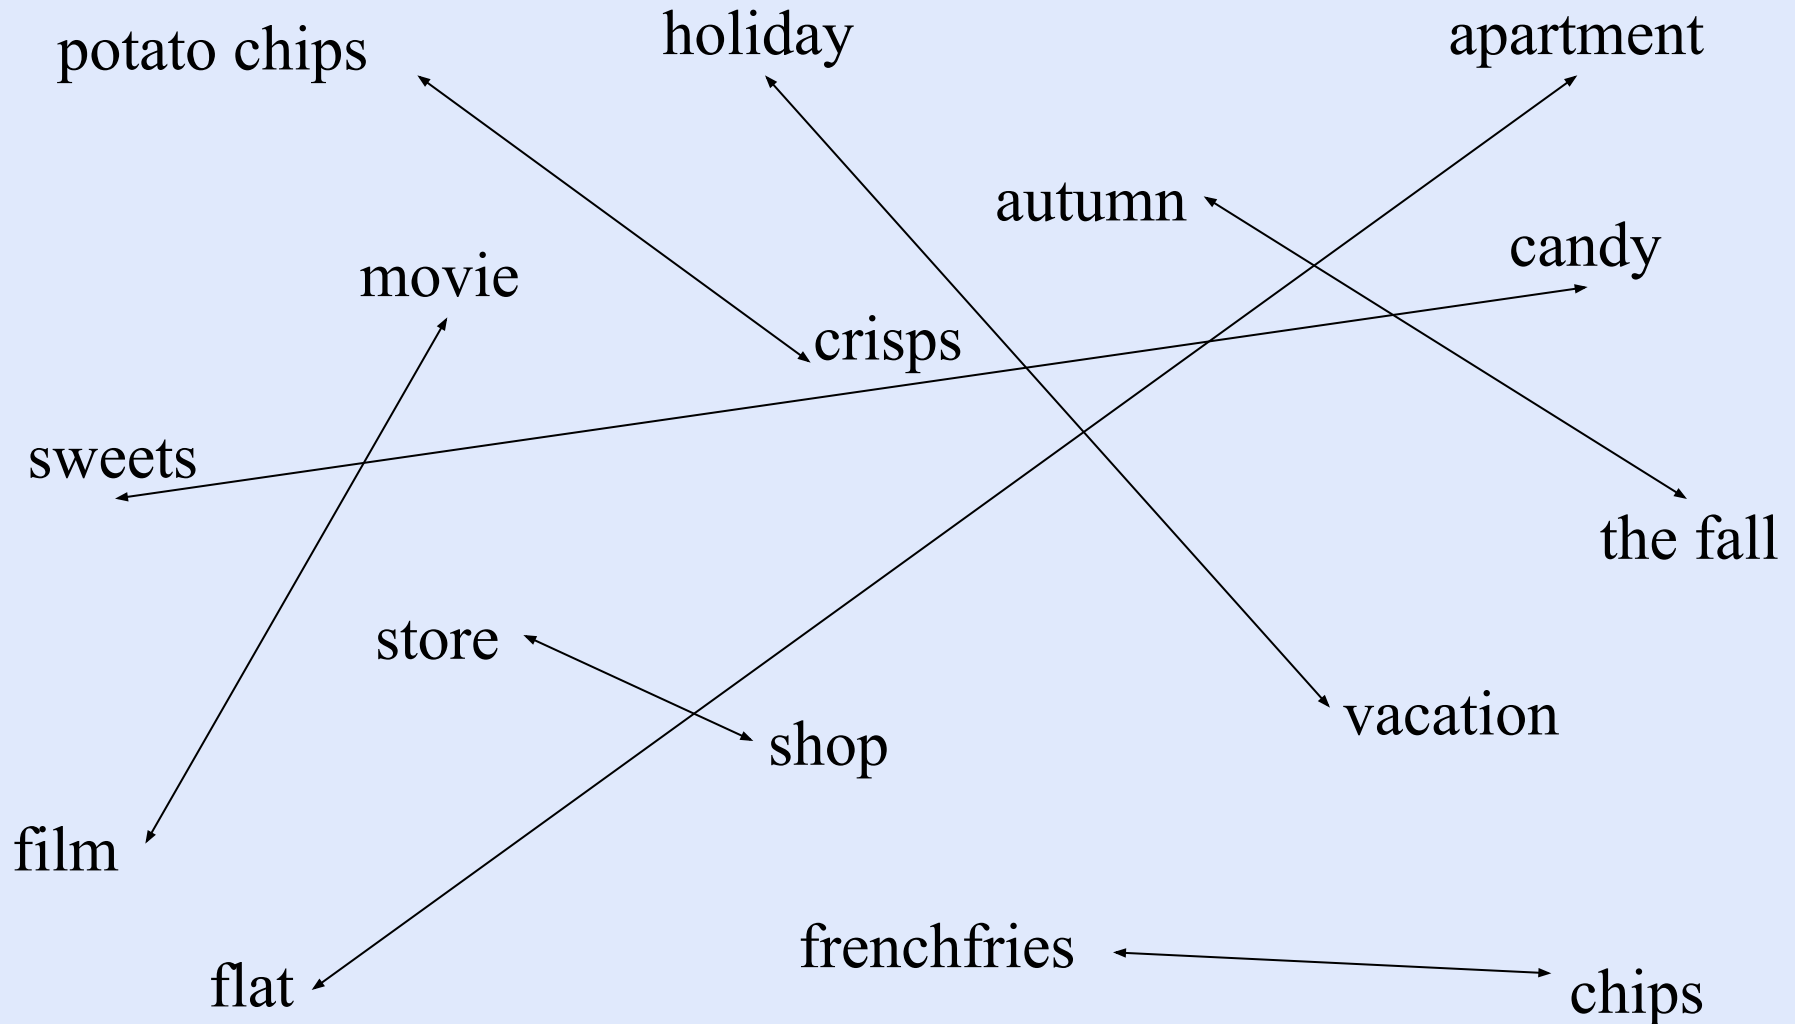 potato chips
holiday
apartment
autumn
candy
movie
crisps
sweets
the fall
store
vacation
shop
film
frenchfries
flat
chips